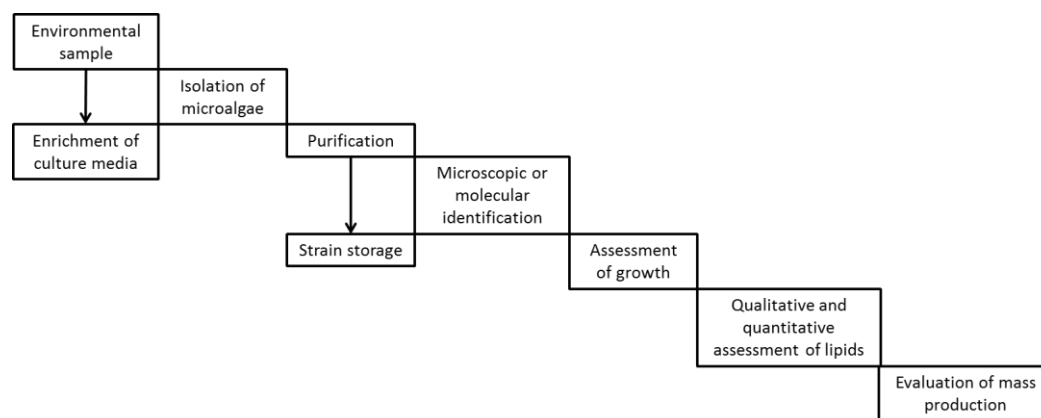 Environmental
sample
Isolation of
microalgae
Enrichment of
culture media
Purification
Microscopic or
molecular
identification
Strain storage
Assessment
of growth
Qualitative and
quantitative
assessment of lipids
Evaluation of mass
production